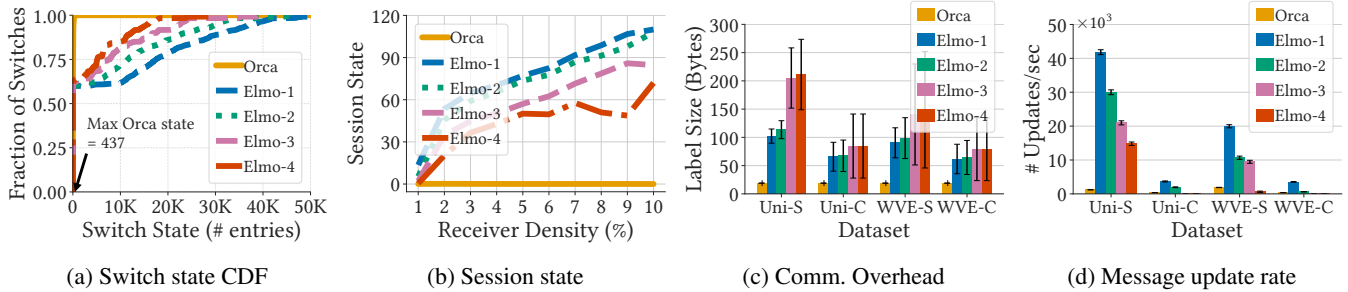 Fraction of Switches
1.00
0.75
0.50
0.25
0.00
Max Orca state
= 437
Orca
Elmo-1
Elmo-2
Elmo-3
Elmo-4
0 10K 20K 30K 40K 50K
Switch State (# entries)
(a) Switch state CDF
Session State
120
90
60
30
0
Orca
Elmo-1
Elmo-2
Elmo-3
Elmo-4
1 2 3 4 5 6 7 8 9 10
Receiver Density (%)
(b) Session state
Label Size (Bytes)
300
250
200
150
100
50
0
Orca
Elmo-1
Elmo-2
Elmo-3
Elmo-4
Uni-S Uni-C WVE-S WVE-C
Dataset
(c) Comm. Overhead
# Updates/sec
×10³
50
40
30
20
10
0
Orca
Elmo-1
Elmo-2
Elmo-3
Elmo-4
Uni-S Uni-C WVE-S WVE-C
Dataset
(d) Message update rate